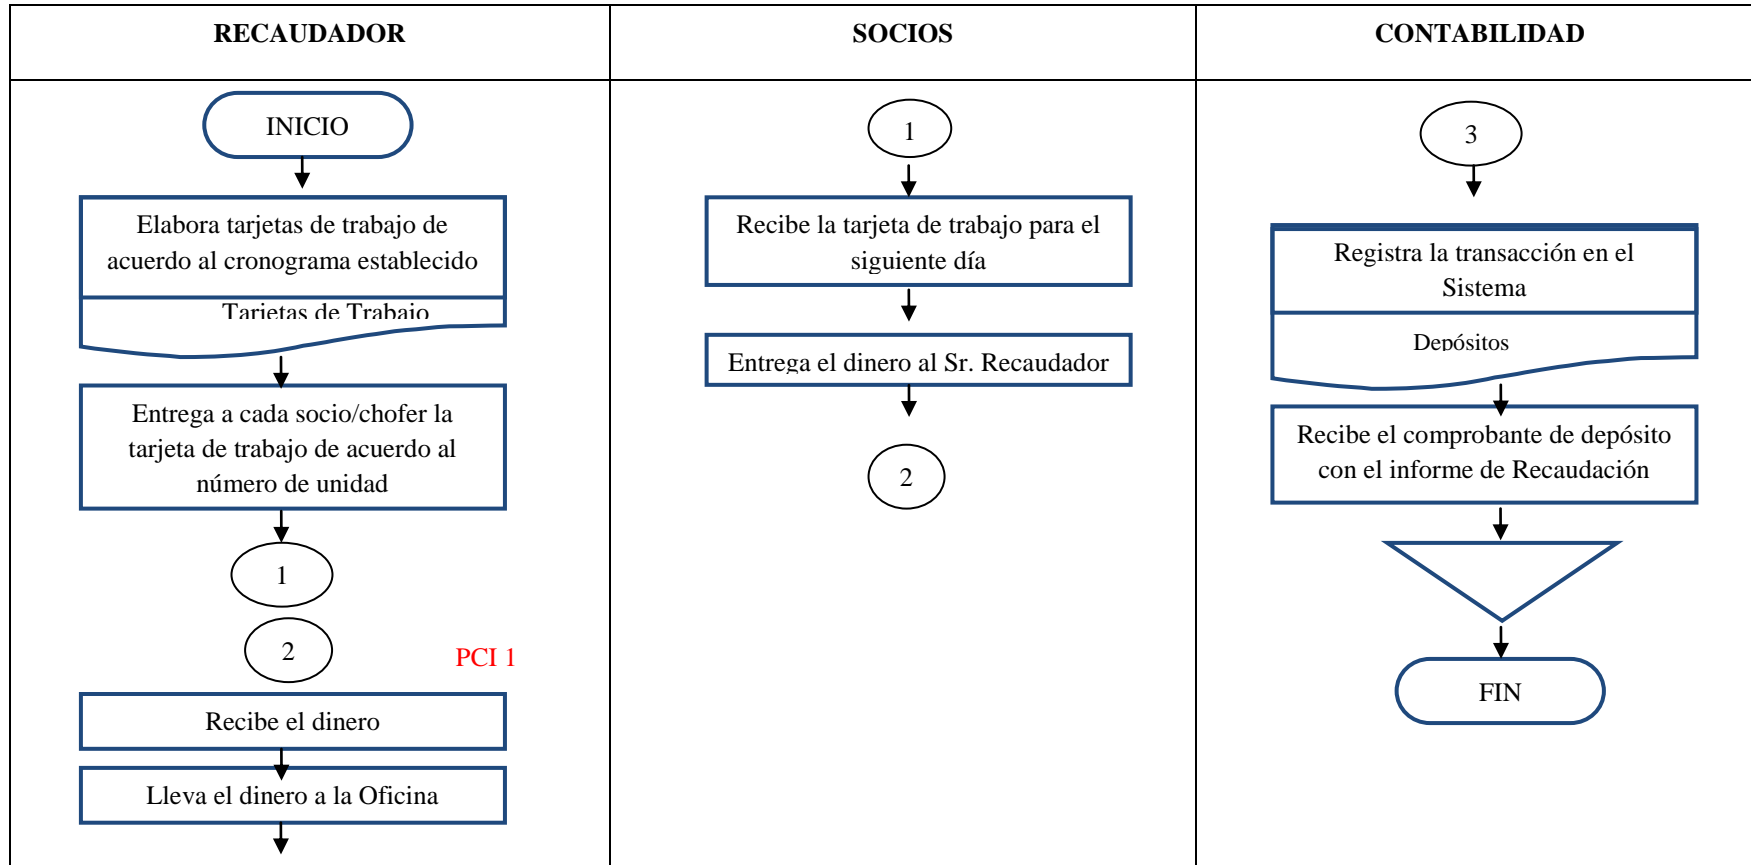 RECAUDADOR
SOCIOS
CONTABILIDAD
INICIO
Elabora tarjetas de trabajo de
acuerdo al cronograma establecido
Tarjetas de Trabajo
Entrega a cada socio/chofer la
tarjeta de trabajo de acuerdo al
número de unidad
1
2
PCI 1
Recibe el dinero
Lleva el dinero a la Oficina
1
Recibe la tarjeta de trabajo para el
siguiente día
Entrega el dinero al Sr. Recaudador
2
3
Registra la transacción en el
Sistema
Depósitos
Recibe el comprobante de depósito
con el informe de Recaudación
FIN